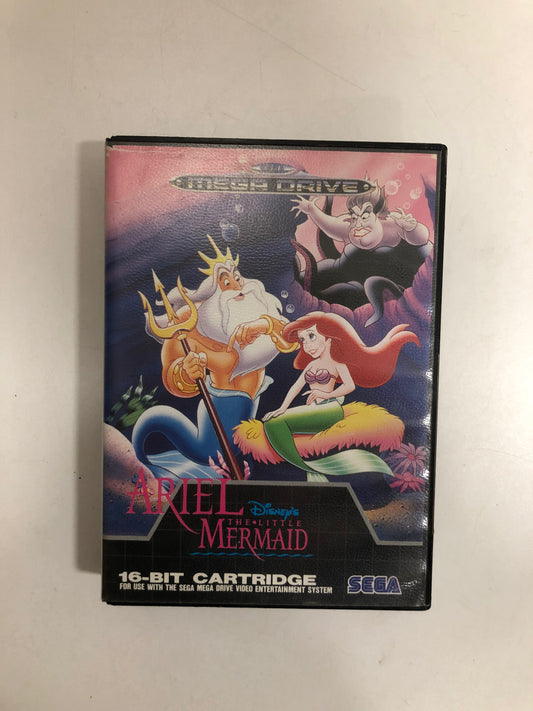 MEGA DRIVE
ARIEL
DISNEY'S
THE • LITTLE
MERMAID
16-BIT CARTRIDGE
FOR USE WITH THE SEGA MEGA DRIVE VIDEO ENTERTAINMENT SYSTEM
SEGA